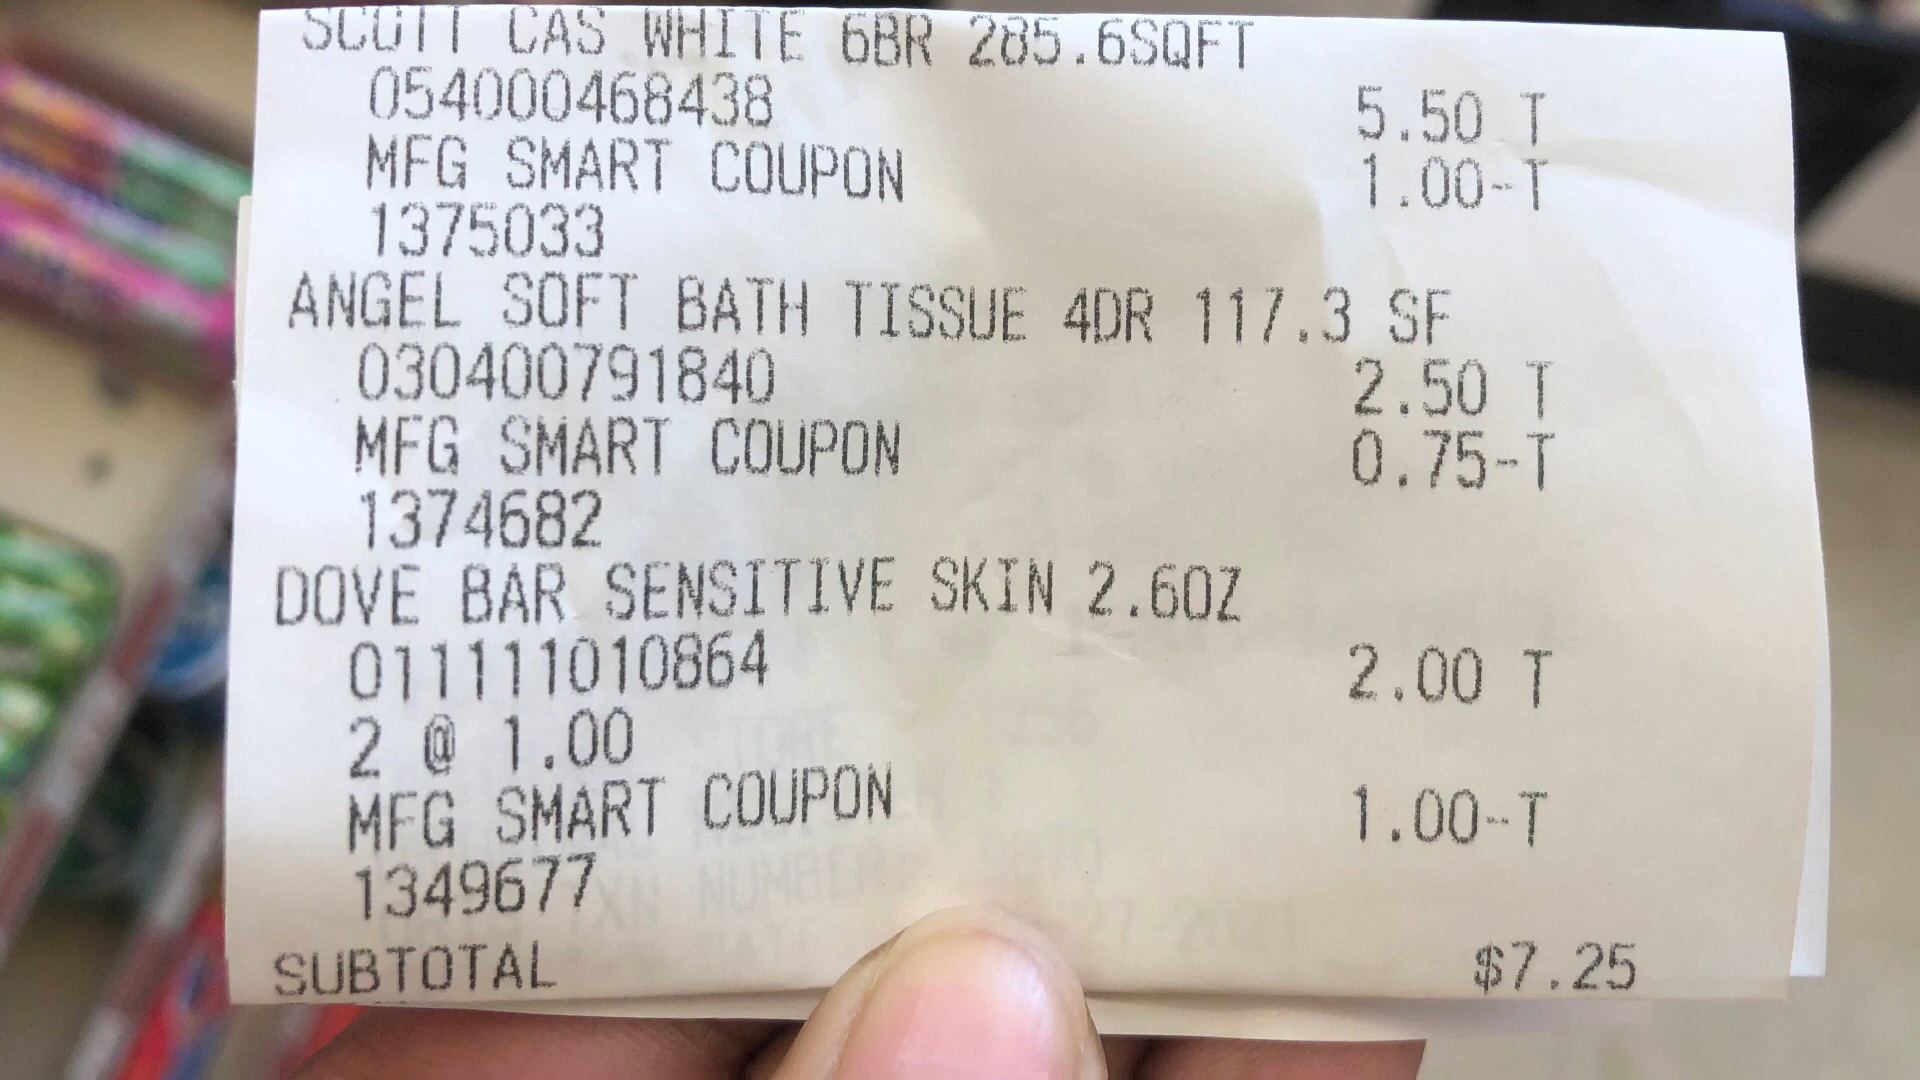 SCOTT CAS WHITE 6BR 285.6SQFT
054000468438 5.50 T
MFG SMART COUPON 1.00-T
1375033
ANGEL SOFT BATH TISSUE 4DR 117.3 SF
030400791840 2.50 T
MFG SMART COUPON 0.75-T
1374682
DOVE BAR SENSITIVE SKIN 2.6OZ
011111010864 2.00 T
2 @ 1.00
MFG SMART COUPON 1.00-T
1349677
SUBTOTAL $7.25